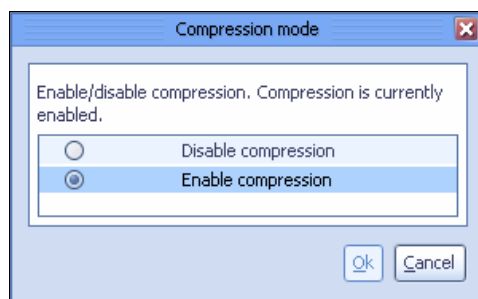 Compression mode
Enable/disable compression. Compression is currently
enabled.
Disable compression
Enable compression
Ok
Cancel